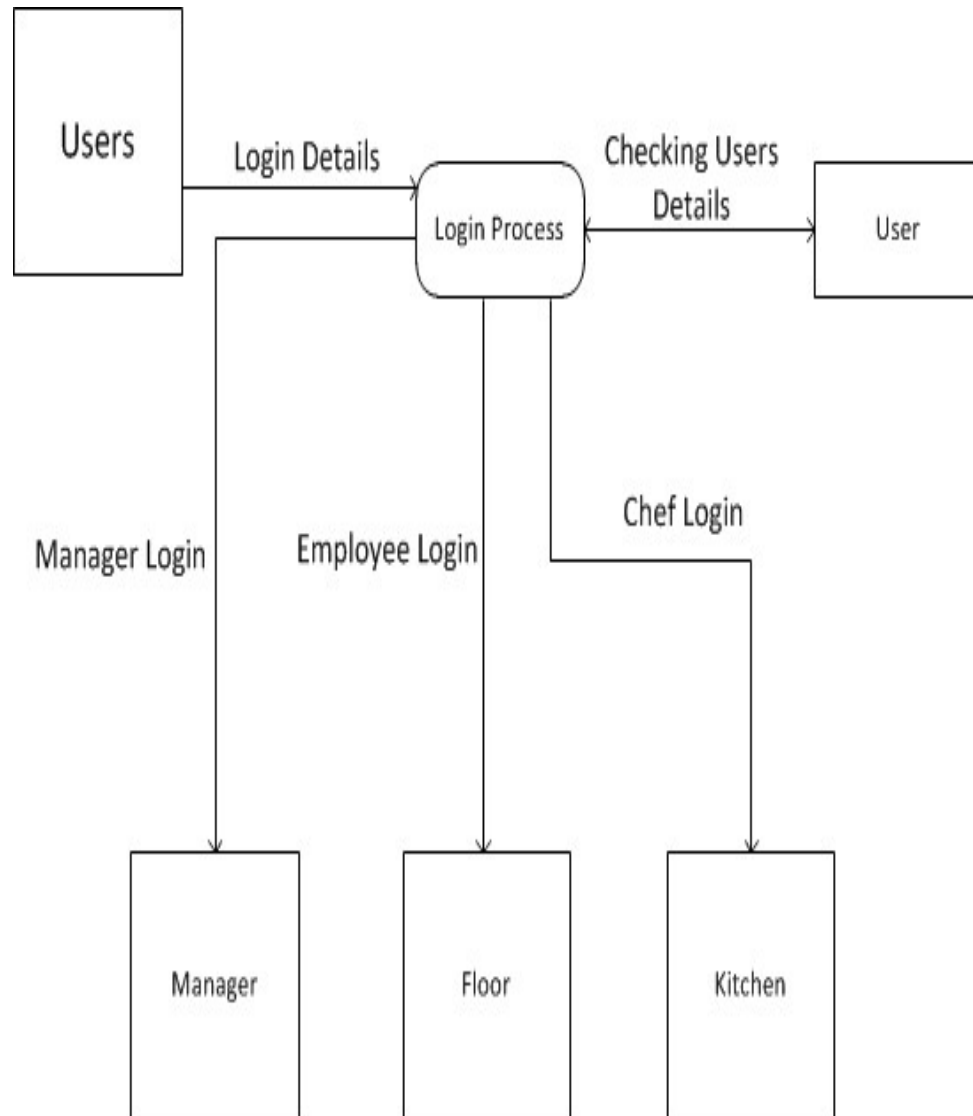 Users
Login Details
Checking Users
Details
Login Process
User
Chef Login
Manager Login
Employee Login
Manager
Floor
Kitchen